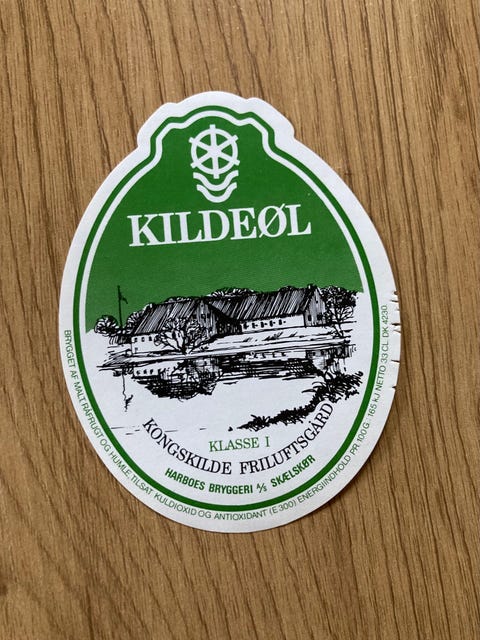 KILDEØL
KLASSE I
KONGSKILDE FRILUFTSGÅRD
HARBOES BRYGGERI A/S SKÆLSKØR
BRYGGET AF MALT, RÅFRUGT OG HUMLE, TILSAT KULDIOXID OG ANTIOXIDANT (E 300) ENERGIINDHOLD PR. 100 G.: 165 KJ NETTO 33 CL. DK 4230